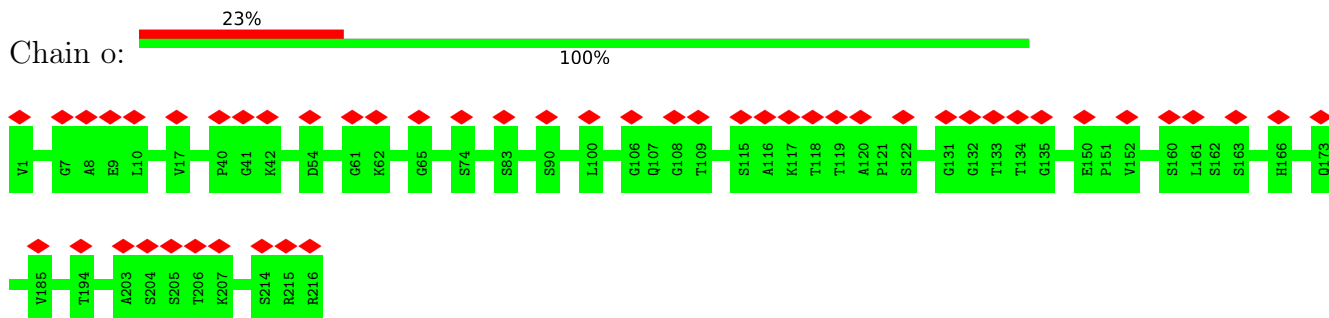 23%
Chain o:
100%
V1 G7 A8 E9 L10 V17 P40 G41 K42 D54 G61 K62 G65 S74 S83 S90 L100 G106 Q107 G108 T109 S115 A116 K117 T118 T119 A120 P121 S122 G131 G132 T133 T134 G135 E150 P151 V152 S160 L161 S162 S163 H166 Q173
V185 T194 A203 S204 S205 T206 K207 S214 R215 R216